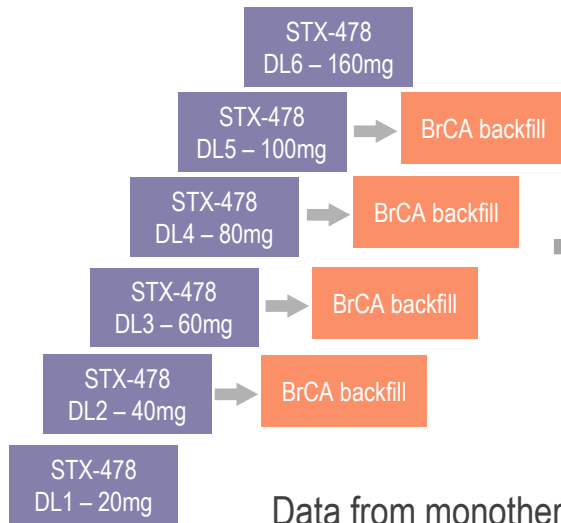 STX-478
DL6 – 160mg
STX-478
DL5 – 100mg
BrCA backfill
STX-478
DL4 – 80mg
BrCA backfill
STX-478
DL3 – 60mg
BrCA backfill
STX-478
DL2 – 40mg
BrCA backfill
STX-478
DL1 – 20mg
Data from monother